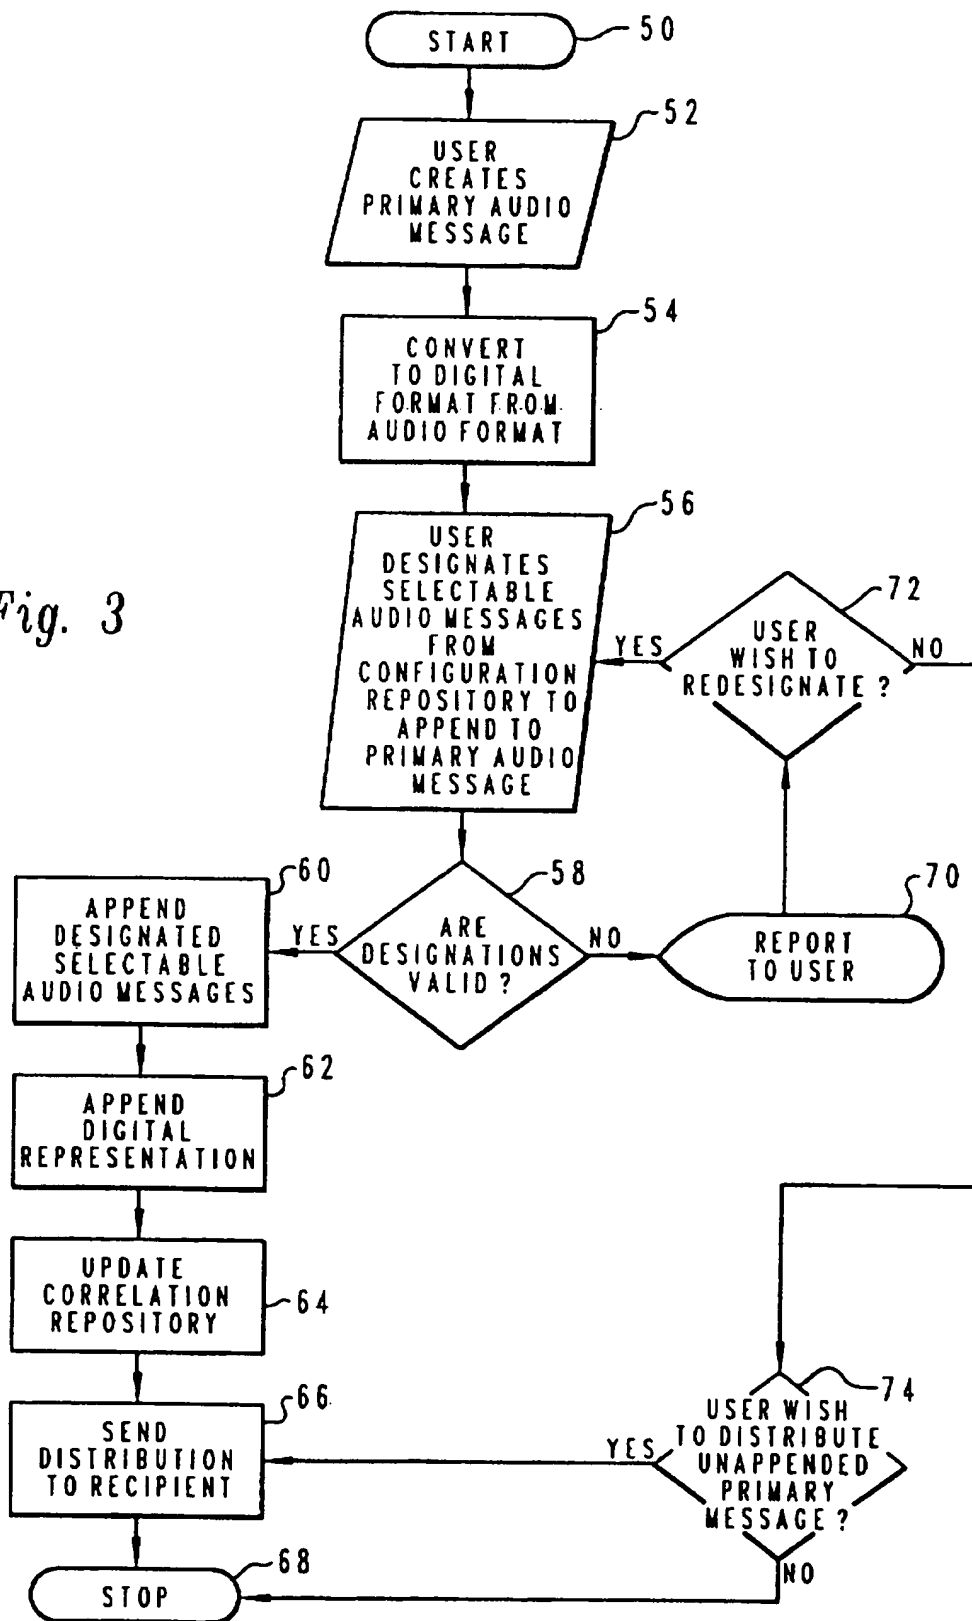 START
50
52
USER
CREATES
PRIMARY AUDIO
MESSAGE
54
CONVERT
TO DIGITAL
FORMAT FROM
AUDIO FORMAT
56
USER
DESIGNATES
SELECTABLE
AUDIO MESSAGES
FROM
CONFIGURATION
REPOSITORY TO
APPEND TO
PRIMARY AUDIO
MESSAGE
Fig. 3
72
USER
WISH TO
REDESIGNATE ?
YES
NO
58
ARE
DESIGNATIONS
VALID ?
YES
NO
70
REPORT
TO USER
60
APPEND
DESIGNATED
SELECTABLE
AUDIO MESSAGES
62
APPEND
DIGITAL
REPRESENTATION
UPDATE
CORRELATION
REPOSITORY
64
66
SEND
DISTRIBUTION
TO RECIPIENT
74
USER WISH
TO DISTRIBUTE
UNAPPENDED
PRIMARY
MESSAGE ?
YES
NO
68
STOP